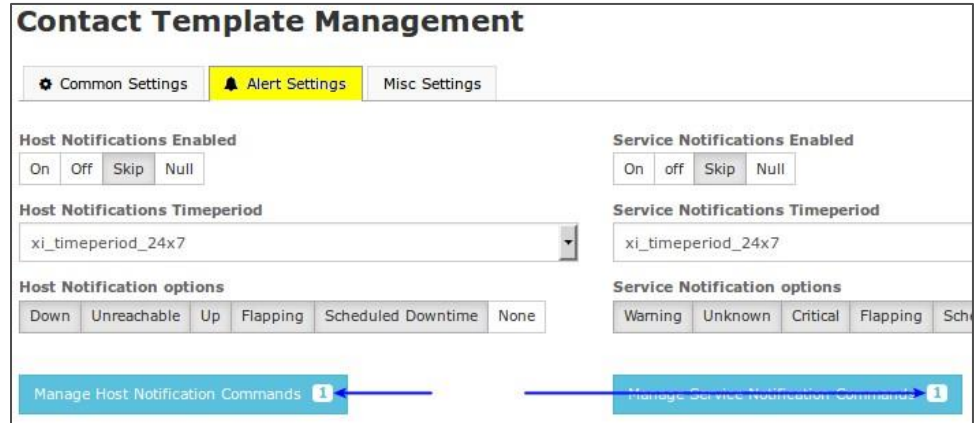 Contact Template Management
Common Settings Alert Settings Misc Settings
Host Notifications Enabled Service Notifications Enabled
On Off Skip Null On off Skip Null
Host Notifications Timeperiod Service Notifications Timeperiod
xi_timeperiod_24x7 xi_timeperiod_24x7
Host Notification options Service Notification options
Down Unreachable Up Flapping Scheduled Downtime None Warning Unknown Critical Flapping
Manage Host Notification Commands 1 Manage Service Notification Commands 1